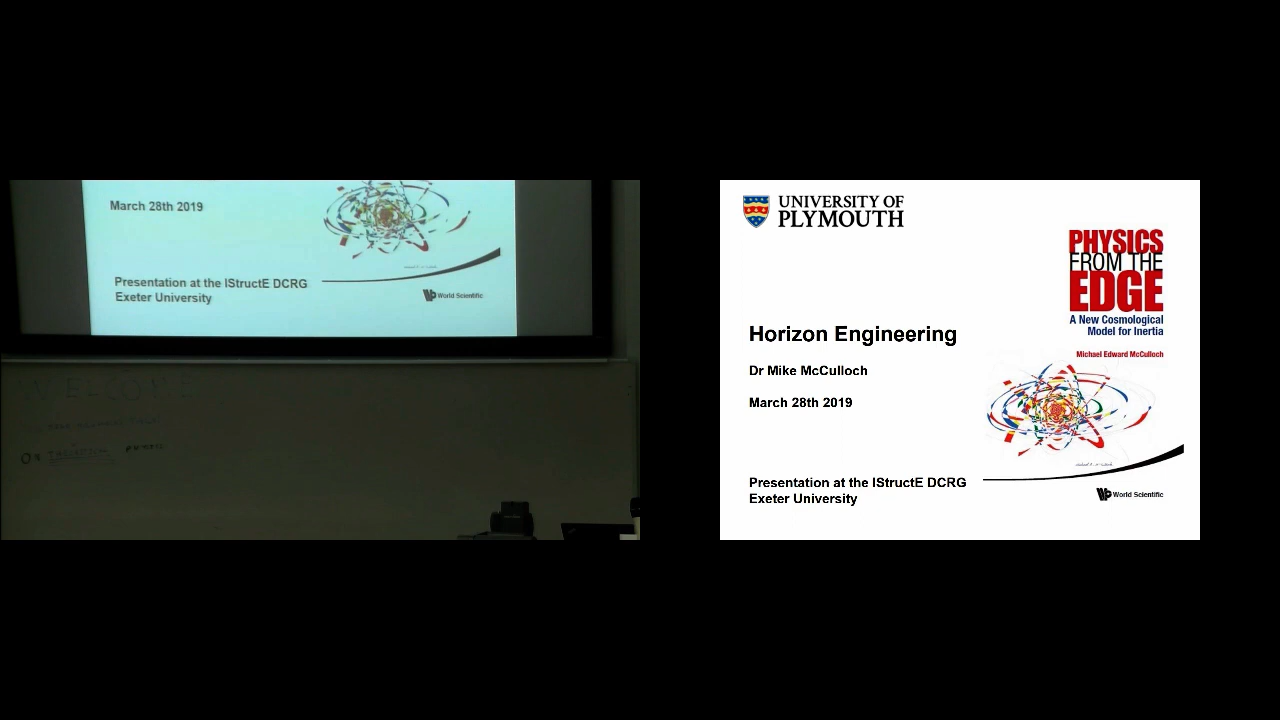 March 28th 2019
Presentation at the IStructE DCRG
Exeter University
World Scientific
WELCOME
UNIVERSITY OF
PLYMOUTH
PHYSICS
FROM THE
EDGE
A New Cosmological
Model for Inertia
Michael Edward McCulloch
Horizon Engineering
Dr Mike McCulloch
March 28th 2019
Presentation at the IStructE DCRG
Exeter University
World Scientific